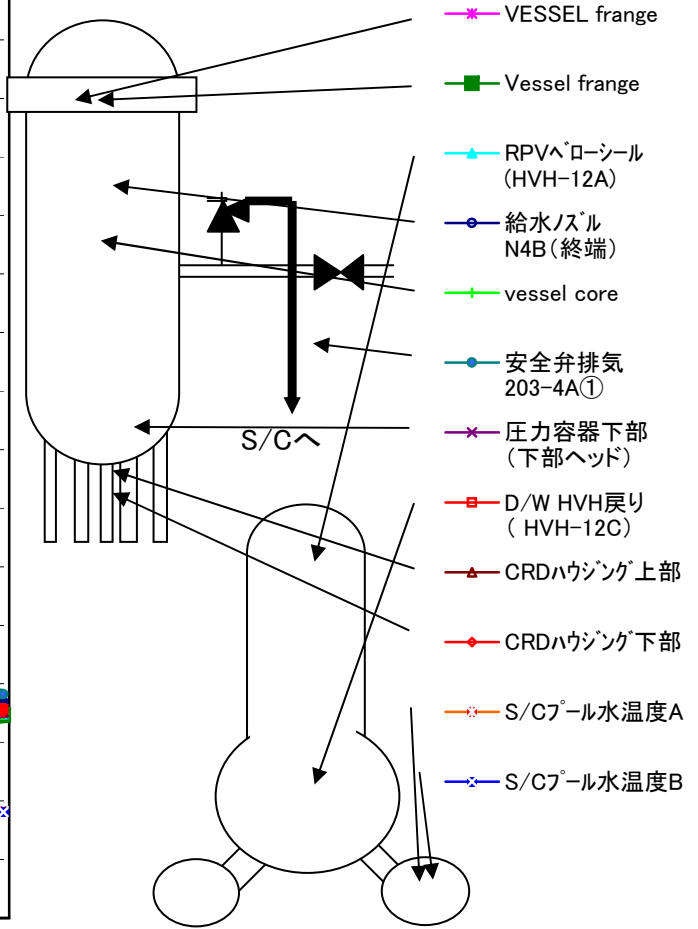 VESSEL frange
Vessel frange
RPVベローシール
(HVH-12A)
給水ノズル
N4B(終端)
vessel core
安全弁排気
203-4A①
圧力容器下部
(下部ヘッド)
D/W HVH戻り
( HVH-12C)
CRDハウジング上部
CRDハウジング下部
S/Cプール水温度A
S/Cプール水温度B
S/Cへ